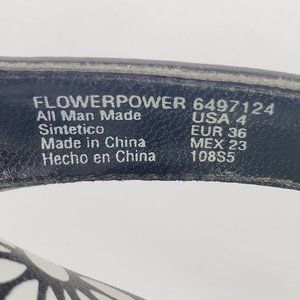 FLOWERPOWER 6497124
All Man Made USA 4
Sintetico EUR 36
Made in China MEX 23
Hecho en China 108S5